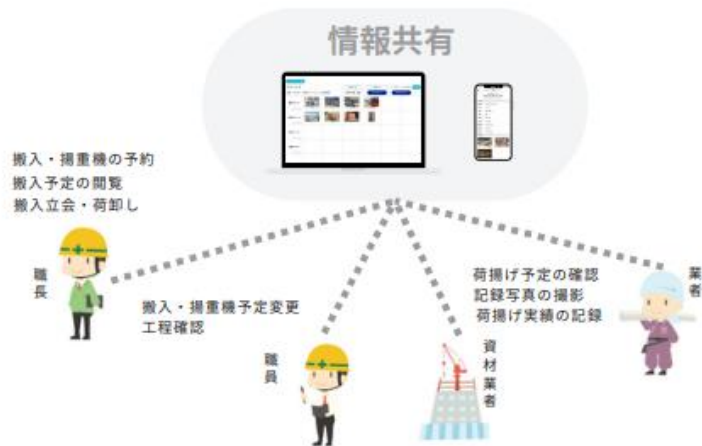 情報共有
搬入・揚重機の予約
搬入予定の閲覧
搬入立会・荷卸し
職長
搬入・揚重機予定変更
工程確認
職員
荷揚げ予定の確認
記録写真の撮影
荷揚げ実績の記録
資材業者
業者